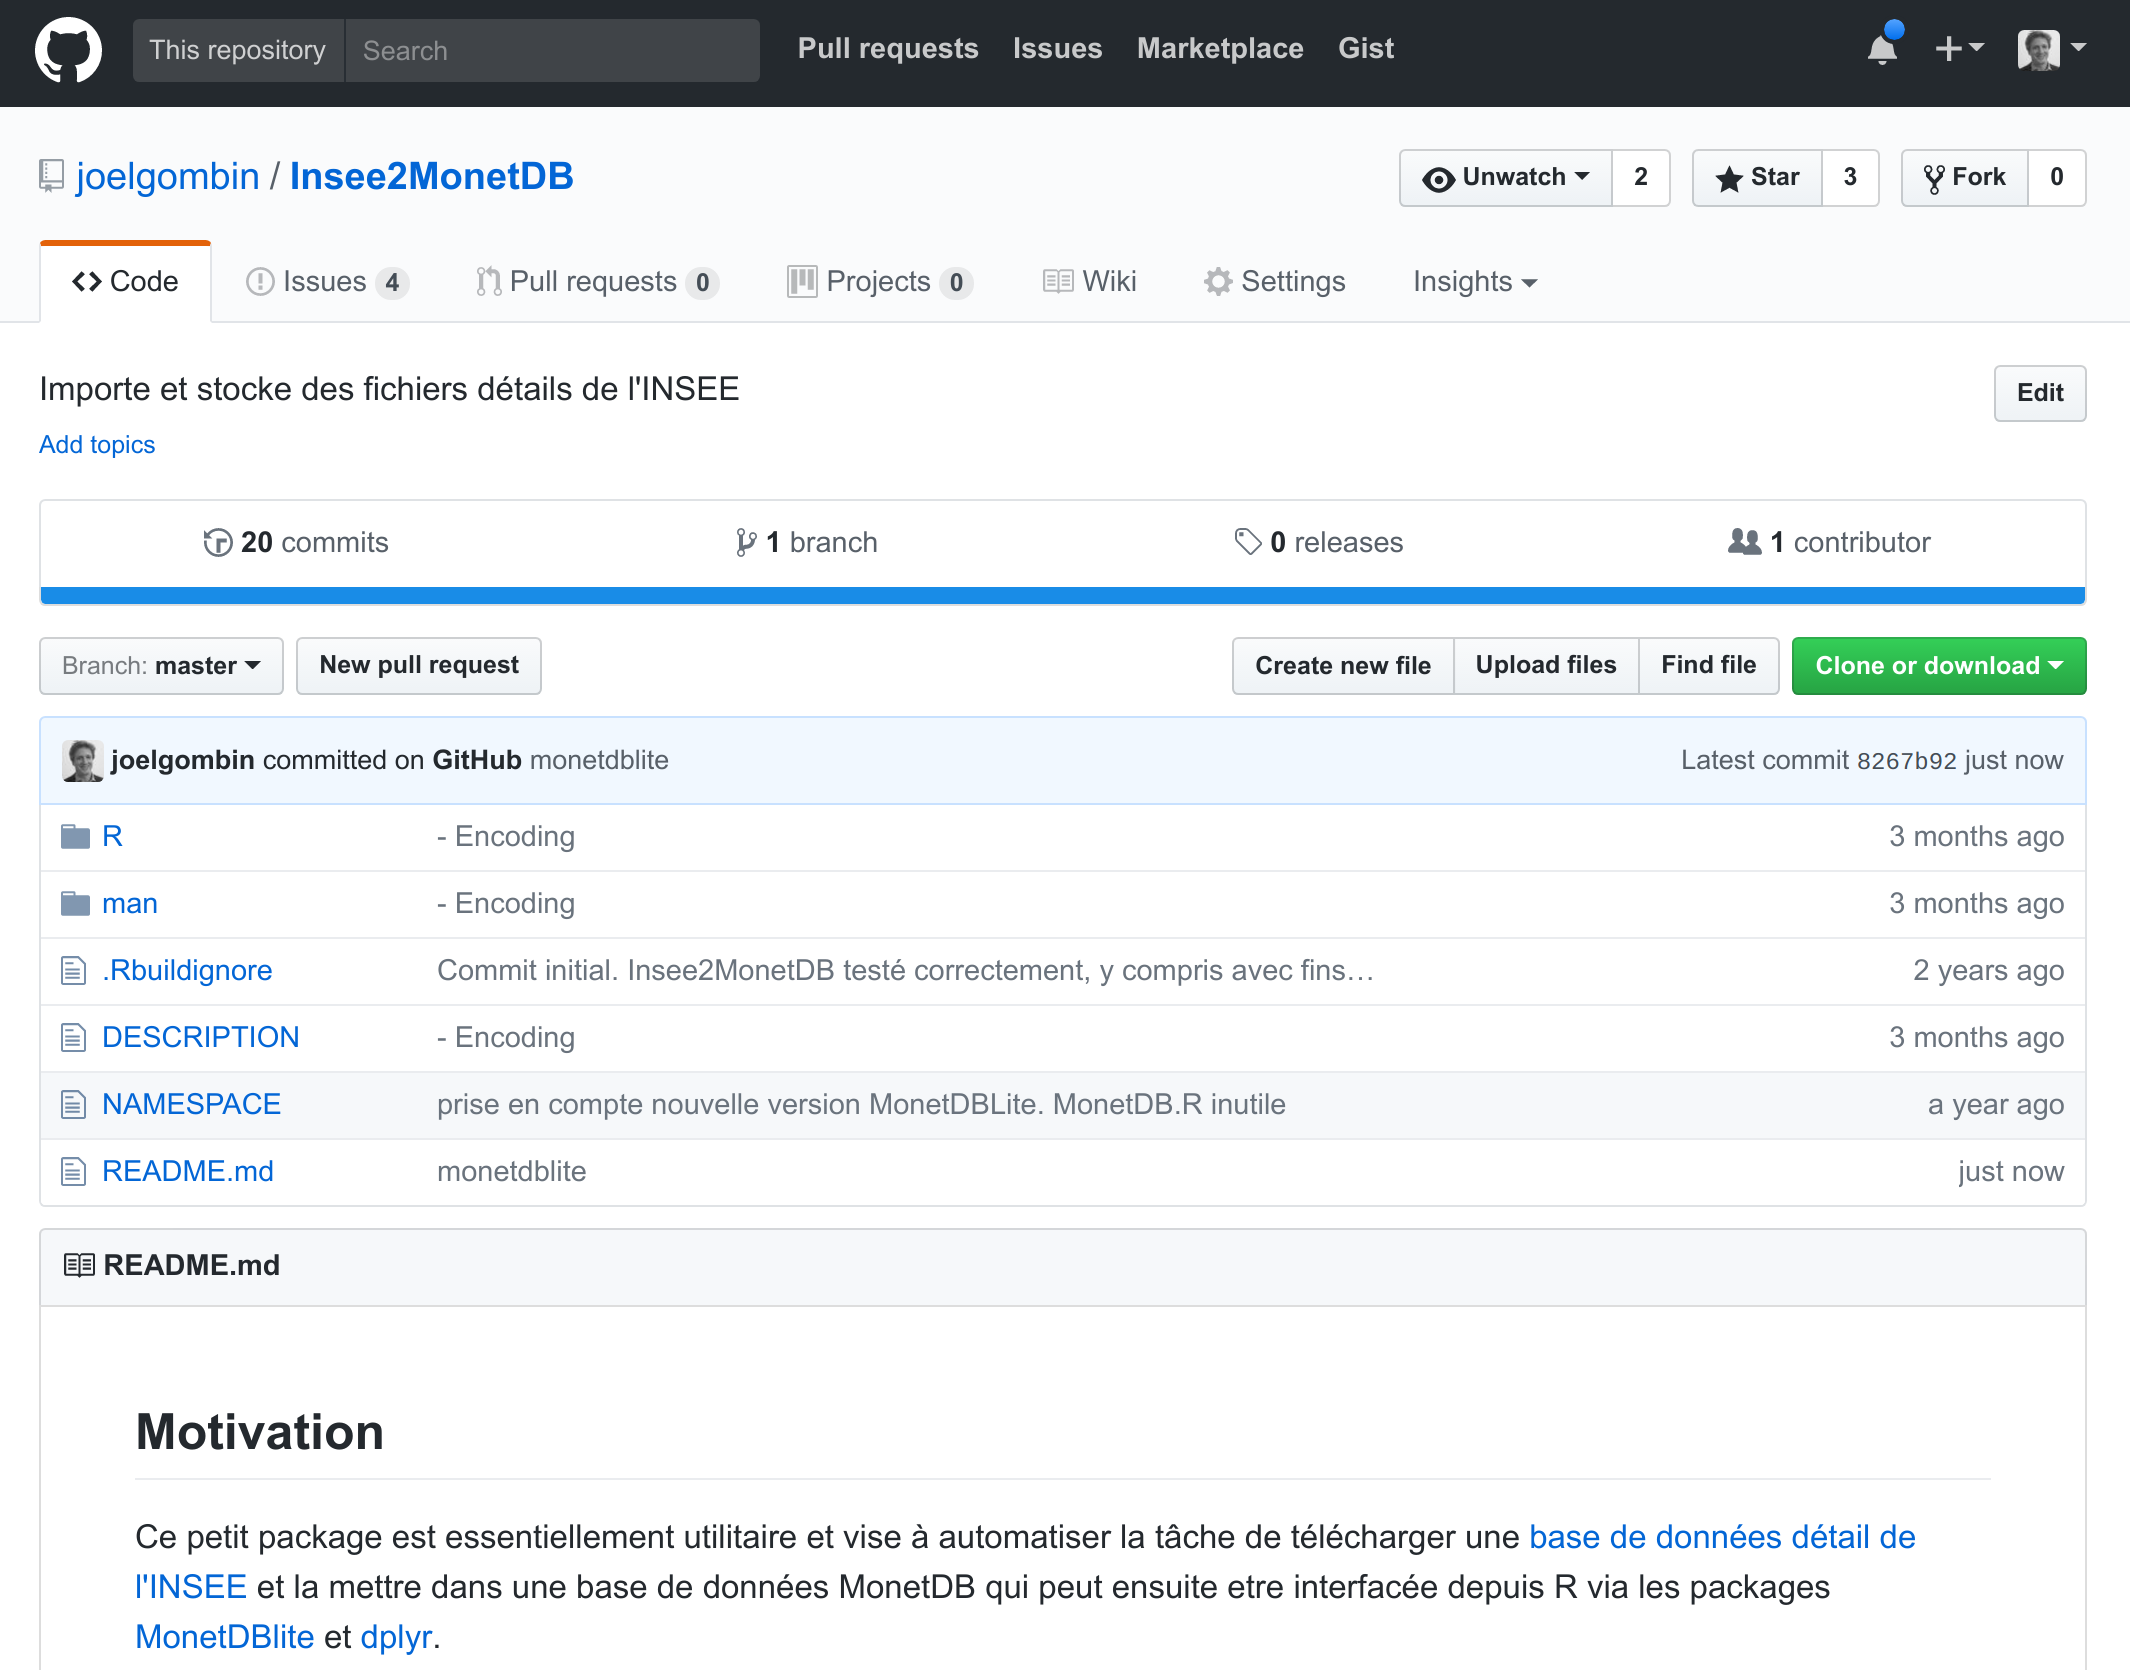 This repository Search Pull requests Issues Marketplace Gist
joelgombin / Insee2MonetDB Unwatch 2 Star 3 Fork 0
Code Issues 4 Pull requests 0 Projects 0 Wiki Settings Insights
Importe et stocke des fichiers détails de l'INSEE Edit
Add topics
20 commits 1 branch 0 releases 1 contributor
Branch: master New pull request Create new file Upload files Find file Clone or download
joelgombin committed on GitHub monetdblite Latest commit 8267b92 just now
R - Encoding 3 months ago
man - Encoding 3 months ago
.Rbuildignore Commit initial. Insee2MonetDB testé correctement, y compris avec fins… 2 years ago
DESCRIPTION - Encoding 3 months ago
NAMESPACE prise en compte nouvelle version MonetDBLite. MonetDB.R inutile a year ago
README.md monetdblite just now
README.md
Motivation
Ce petit package est essentiellement utilitaire et vise à automatiser la tâche de télécharger une base de données détail de
l'INSEE et la mettre dans une base de données MonetDB qui peut ensuite etre interfacée depuis R via les packages
MonetDBlite et dplyr.